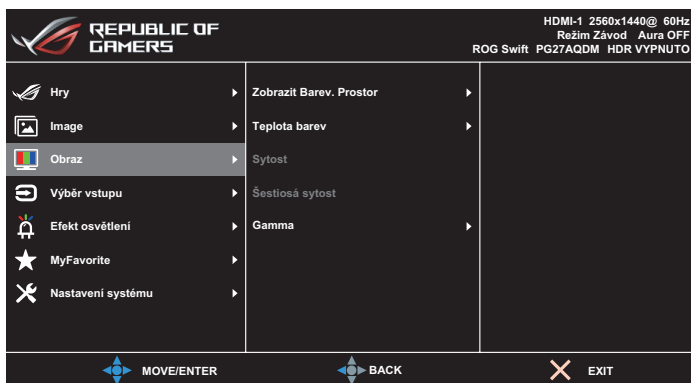 REPUBLIC OF
GAMERS
HDMI-1 2560x1440@ 60Hz
Režim Závod Aura OFF
ROG Swift PG27AQDM HDR VYPNUTO
Hry
Image
Obraz
Výběr vstupu
Efekt osvětlení
MyFavorite
Nastavení systému
Zobrazit Barev. Prostor
Teplota barev
Sytost
Šestiosá sytost
Gamma
MOVE/ENTER
BACK
EXIT